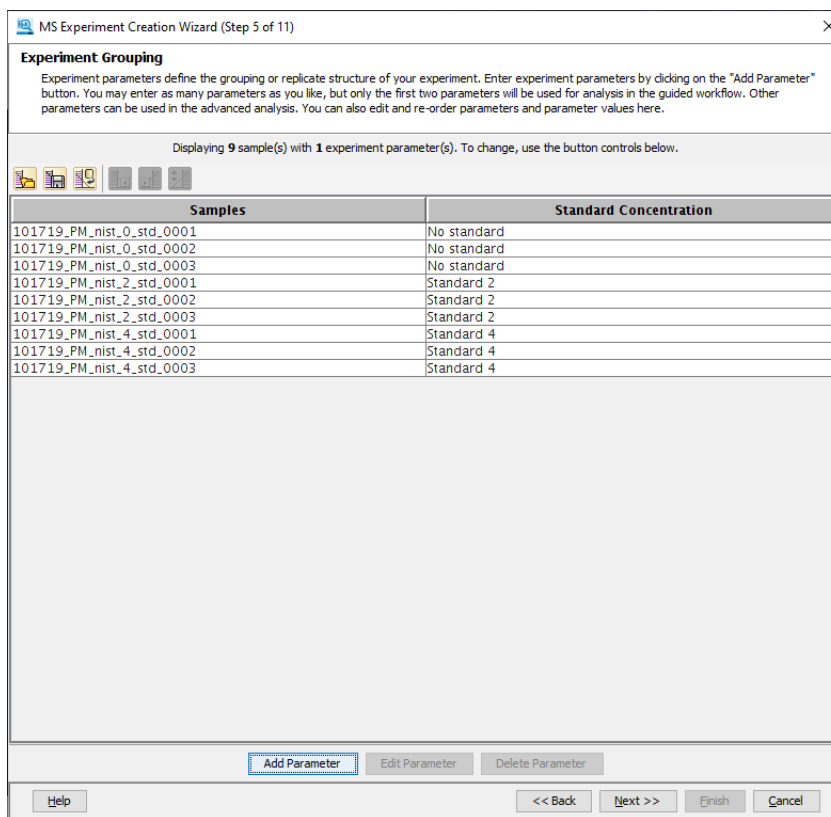 MS Experiment Creation Wizard (Step 5 of 11)
Experiment Grouping
Experiment parameters define the grouping or replicate structure of your experiment. Enter experiment parameters by clicking on the "Add Parameter"
button. You may enter as many parameters as you like, but only the first two parameters will be used for analysis in the guided workflow. Other
parameters can be used in the advanced analysis. You can also edit and re-order parameters and parameter values here.
Displaying 9 sample(s) with 1 experiment parameter(s). To change, use the button controls below.
Samples Standard Concentration
101719_PM_nist_0_std_0001 No standard
101719_PM_nist_0_std_0002 No standard
101719_PM_nist_0_std_0003 No standard
101719_PM_nist_2_std_0001 Standard 2
101719_PM_nist_2_std_0002 Standard 2
101719_PM_nist_2_std_0003 Standard 2
101719_PM_nist_4_std_0001 Standard 4
101719_PM_nist_4_std_0002 Standard 4
101719_PM_nist_4_std_0003 Standard 4
Add Parameter Edit Parameter Delete Parameter
Help << Back Next >> Finish Cancel